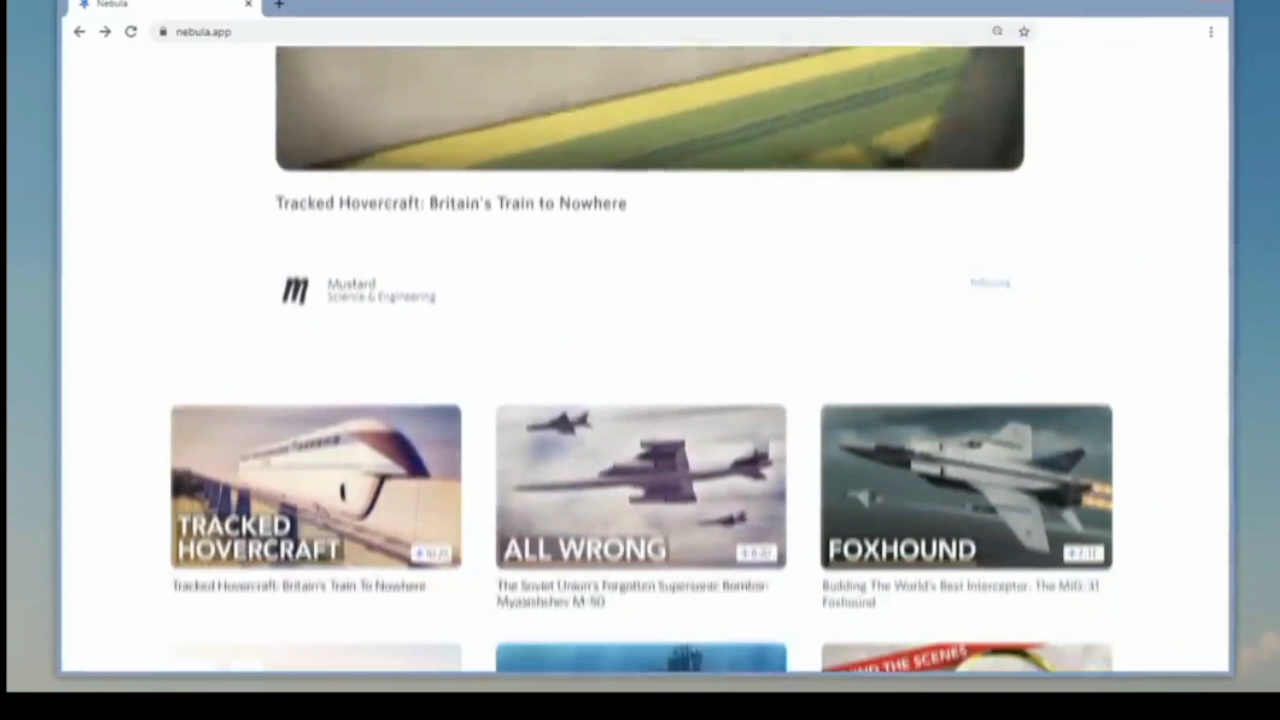 Nebula
nebula.app
Tracked Hovercraft: Britain's Train to Nowhere
m
Mustard
Science & Engineering
Following
TRACKED
HOVERCRAFT
ALL WRONG
FOXHOUND
Tracked Hovercraft: Britain's Train To Nowhere
The Soviet Union's Forgotten Supersonic Bomber:
Myasishchev M-50
Building The World's Best Interceptor: The MiG-31
Foxhound
THE SCENES